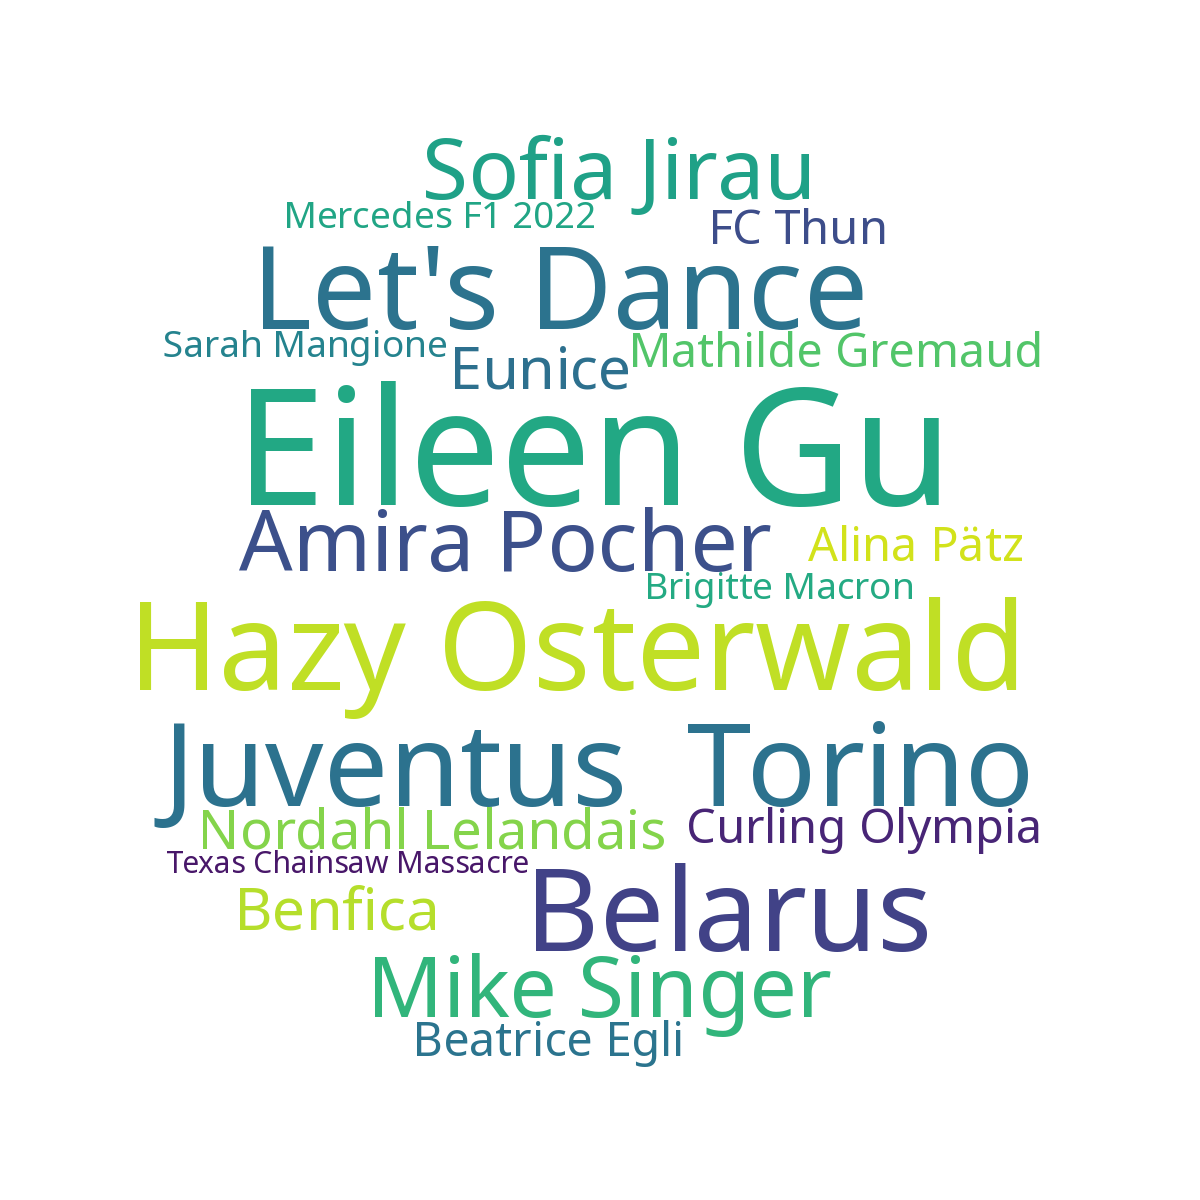 Sofia Jirau
Mercedes F1 2022
FC Thun
Let's Dance
Sarah Mangione
Eunice
Mathilde Gremaud
Eileen Gu
Amira Pocher
Alina Pätz
Brigitte Macron
Hazy Osterwald
Juventus Torino
Nordahl Lelandais
Curling Olympia
Texas Chainsaw Massacre
Belarus
Benfica
Mike Singer
Beatrice Egli